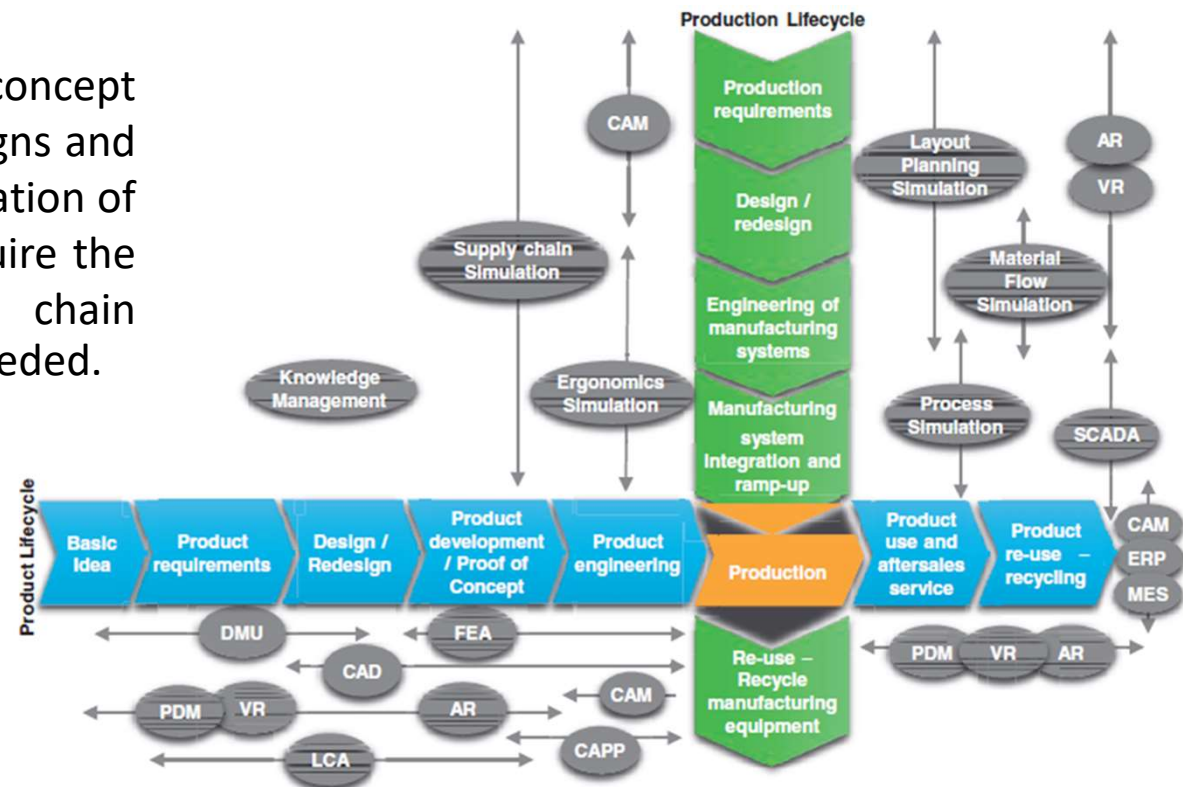 concept
gns and
ation of
uire the
chain
eded.
Production Lifecycle
Production
requirements
Design /
redesign
Engineering of
manufacturing
systems
Manufacturing
system
integration and
ramp-up
CAM
Supply chain
Simulation
Knowledge
Management
Ergonomics
Simulation
Layout
Planning
Simulation
AR
VR
Material
Flow
Simulation
Process
Simulation
SCADA
Product Lifecycle
Basic
Idea
Product
requirements
Design /
Redesign
Product
development
/ Proof of
Concept
Product
engineering
Production
Product
use and
aftersales
service
Product
re-use –
recycling
CAM
ERP
MES
DMU
FEA
CAD
CAM
PDM
VR
AR
CAPP
LCA
Re-use –
Recycle
manufacturing
equipment
PDM
VR
AR